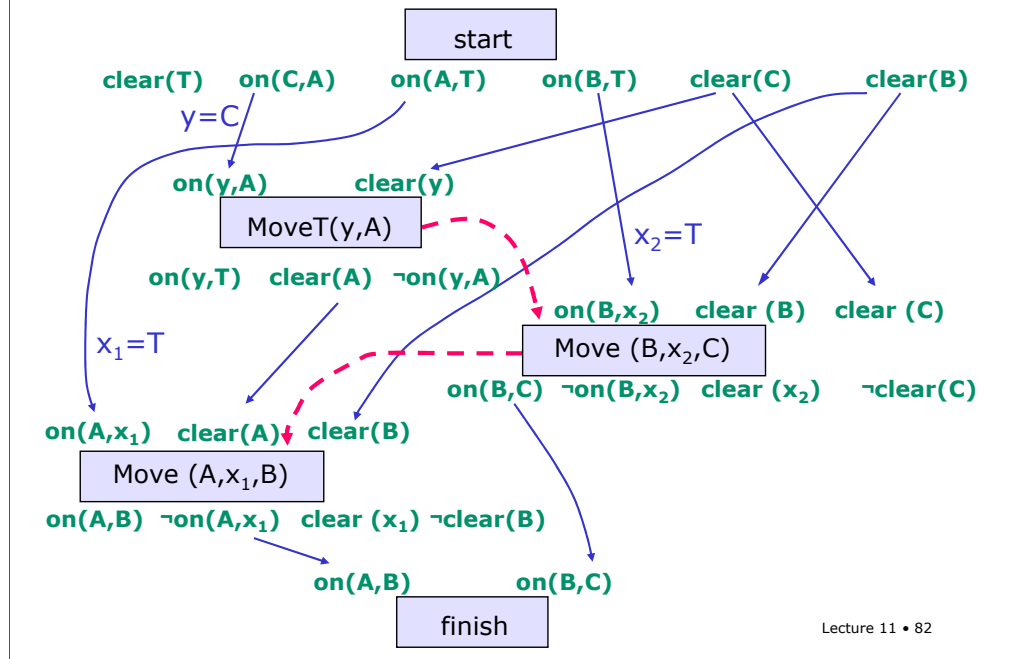 start
clear(T) on(C,A) on(A,T) on(B,T) clear(C) clear(B)
y=C
on(y,A) clear(y)
MoveT(y,A)
x₂=T
on(y,T) clear(A) ¬on(y,A)
on(B,x₂) clear (B) clear (C)
x₁=T
Move (B,x₂,C)
on(B,C) ¬on(B,x₂) clear (x₂) ¬clear(C)
on(A,x₁) clear(A) clear(B)
Move (A,x₁,B)
on(A,B) ¬on(A,x₁) clear (x₁) ¬clear(B)
on(A,B) on(B,C)
finish
Lecture 11 • 82